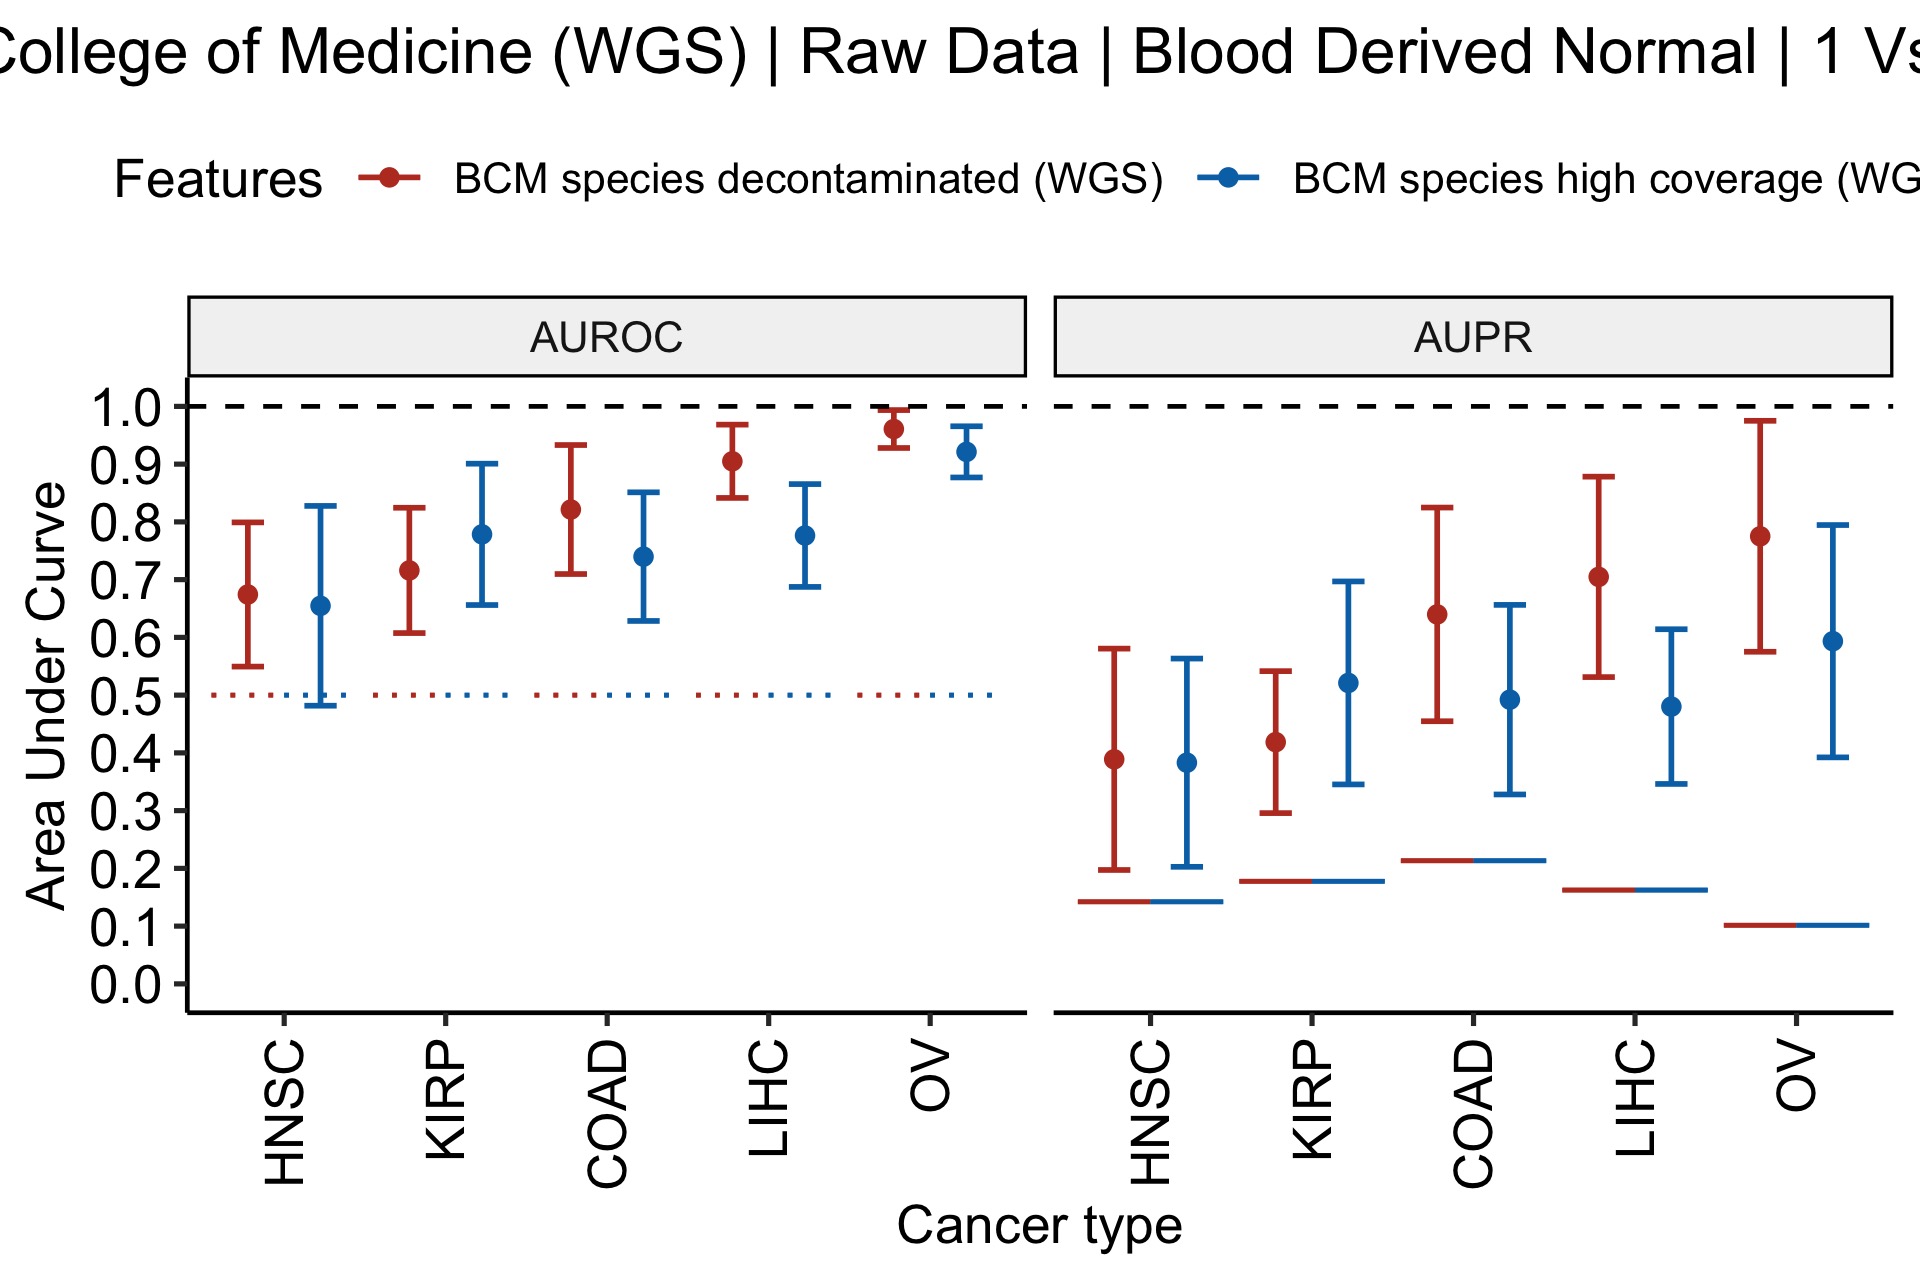 College of Medicine (WGS) | Raw Data | Blood Derived Normal | 1 Vs
Features BCM species decontaminated (WGS) BCM species high coverage (WG
AUROC AUPR
1.0
0.9
0.8
0.7
0.6
0.5
0.4
0.3
0.2
0.1
0.0
Area Under Curve
HNSC KIRP COAD LIHC OV HNSC KIRP COAD LIHC OV
Cancer type